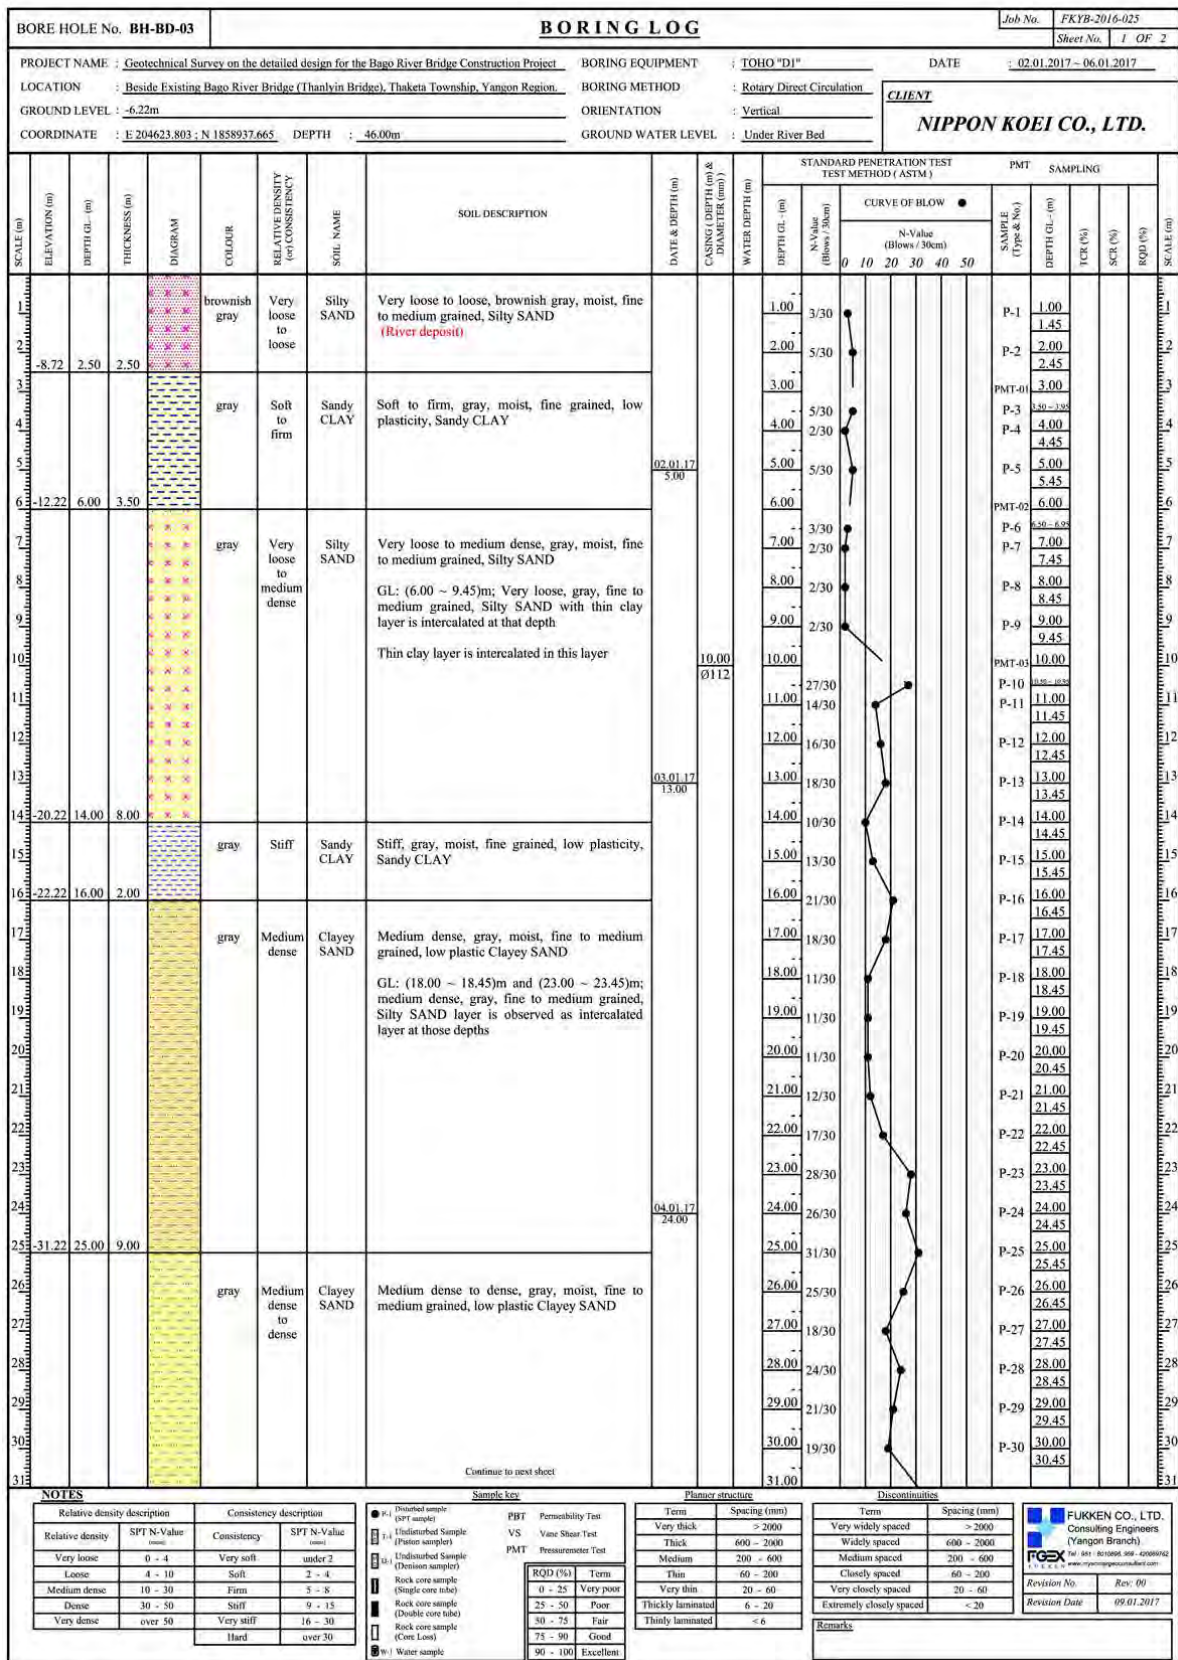 BORE HOLE No. BH-BD-03
BORING LOG
Job No. FKYB-2016-025
Sheet No. 1 OF 2
PROJECT NAME : Geotechnical Survey on the detailed design for the Bago River Bridge Construction Project
BORING EQUIPMENT : TOHO "D1"
DATE : 02.01.2017 ~ 06.01.2017
LOCATION : Beside Existing Bago River Bridge (Thanlyin Bridge), Thaketa Township, Yangon Region.
BORING METHOD : Rotary Direct Circulation
GROUND LEVEL : -6.22m
ORIENTATION : Vertical
COORDINATE : E 204623.803 ; N 1858937.665 DEPTH : 46.00m
GROUND WATER LEVEL : Under River Bed
CLIENT
NIPPON KOEI CO., LTD.
SCALE (m)
ELEVATION (m)
DEPTH GL- (m)
THICKNESS (m)
DIAGRAM
COLOUR
RELATIVE DENSITY (or) CONSISTENCY
SOIL NAME
SOIL DESCRIPTION
DATE & DEPTH (m)
CASING ( DEPTH (m) & DIAMETER (mm) )
WATER DEPTH (m)
STANDARD PENETRATION TEST
TEST METHOD ( ASTM )
DEPTH GL - (m)
N-Value (Blows / 30cm)
CURVE OF BLOW ●
N-Value
(Blows / 30cm)
0 10 20 30 40 50
PMT SAMPLING
SAMPLE (Type & No.)
DEPTH GL - (m)
TCR (%)
SCR (%)
RQD (%)
SCALE (m)
-8.72 2.50 2.50
brownish gray
Very loose to loose
Silty SAND
Very loose to loose, brownish gray, moist, fine
to medium grained, Silty SAND
(River deposit)
-12.22 6.00 3.50
gray
Soft to firm
Sandy CLAY
Soft to firm, gray, moist, fine grained, low
plasticity, Sandy CLAY
-20.22 14.00 8.00
gray
Very loose to medium dense
Silty SAND
Very loose to medium dense, gray, moist, fine
to medium grained, Silty SAND
GL: (6.00 ~ 9.45)m; Very loose, gray, fine to
medium grained, Silty SAND with thin clay
layer is intercalated at that depth
Thin clay layer is intercalated in this layer
-22.22 16.00 2.00
gray
Stiff
Sandy CLAY
Stiff, gray, moist, fine grained, low plasticity,
Sandy CLAY
-31.22 25.00 9.00
gray
Medium dense
Clayey SAND
Medium dense, gray, moist, fine to medium
grained, low plastic Clayey SAND
GL: (18.00 ~ 18.45)m and (23.00 ~ 23.45)m;
medium dense, gray, fine to medium grained,
Silty SAND layer is observed as intercalated
layer at those depths
gray
Medium dense to dense
Clayey SAND
Medium dense to dense, gray, moist, fine to
medium grained, low plastic Clayey SAND
Continue to next sheet
02.01.17
5.00
03.01.17
13.00
04.01.17
24.00
10.00
Ø112
1.00 3/30 P-1 1.00 1.45
2.00 5/30 P-2 2.00 2.45
3.00 PMT-01 3.00
5/30 P-3 3.50 ~ 3.95
4.00 2/30 P-4 4.00 4.45
5.00 5/30 P-5 5.00 5.45
6.00 PMT-02 6.00
3/30 P-6 6.50 ~ 6.95
7.00 2/30 P-7 7.00 7.45
8.00 2/30 P-8 8.00 8.45
9.00 2/30 P-9 9.00 9.45
10.00 PMT-03 10.00
27/30 P-10 10.50 ~ 10.95
11.00 14/30 P-11 11.00 11.45
12.00 16/30 P-12 12.00 12.45
13.00 18/30 P-13 13.00 13.45
14.00 10/30 P-14 14.00 14.45
15.00 13/30 P-15 15.00 15.45
16.00 21/30 P-16 16.00 16.45
17.00 18/30 P-17 17.00 17.45
18.00 11/30 P-18 18.00 18.45
19.00 11/30 P-19 19.00 19.45
20.00 11/30 P-20 20.00 20.45
21.00 12/30 P-21 21.00 21.45
22.00 17/30 P-22 22.00 22.45
23.00 28/30 P-23 23.00 23.45
24.00 26/30 P-24 24.00 24.45
25.00 31/30 P-25 25.00 25.45
26.00 25/30 P-26 26.00 26.45
27.00 18/30 P-27 27.00 27.45
28.00 24/30 P-28 28.00 28.45
29.00 21/30 P-29 29.00 29.45
30.00 19/30 P-30 30.00 30.45
31.00
NOTES
Relative density description
Relative density SPT N-Value
Very loose 0 - 4
Loose 4 - 10
Medium dense 10 - 30
Dense 30 - 50
Very dense over 50
Consistency description
Consistency SPT N-Value
Very soft under 2
Soft 2 - 4
Firm 5 - 8
Stiff 9 - 15
Very stiff 16 - 30
Hard over 30
Sample key
P-1 Disturbed sample (SPT sample)
T-1 Undisturbed Sample (Piston sampler)
D-1 Undisturbed Sample (Denison sampler)
Rock core sample (Single core tube)
Rock core sample (Double core tube)
Rock core sample (Core Loss)
W-1 Water sample
PBT Permeability Test
VS Vane Shear Test
PMT Pressuremeter Test
RQD (%) Term
0 - 25 Very poor
25 - 50 Poor
50 - 75 Fair
75 - 90 Good
90 - 100 Excellent
Planner structure
Term Spacing (mm)
Very thick > 2000
Thick 600 - 2000
Medium 200 - 600
Thin 60 - 200
Very thin 20 - 60
Thickly laminated 6 - 20
Thinly laminated < 6
Discontinuities
Term Spacing (mm)
Very widely spaced > 2000
Widely spaced 600 - 2000
Medium spaced 200 - 600
Closely spaced 60 - 200
Very closely spaced 20 - 60
Extremely closely spaced < 20
Remarks
FUKKEN CO., LTD.
Consulting Engineers
(Yangon Branch)
FGEX
Revision No. Rev: 00
Revision Date 09.01.2017